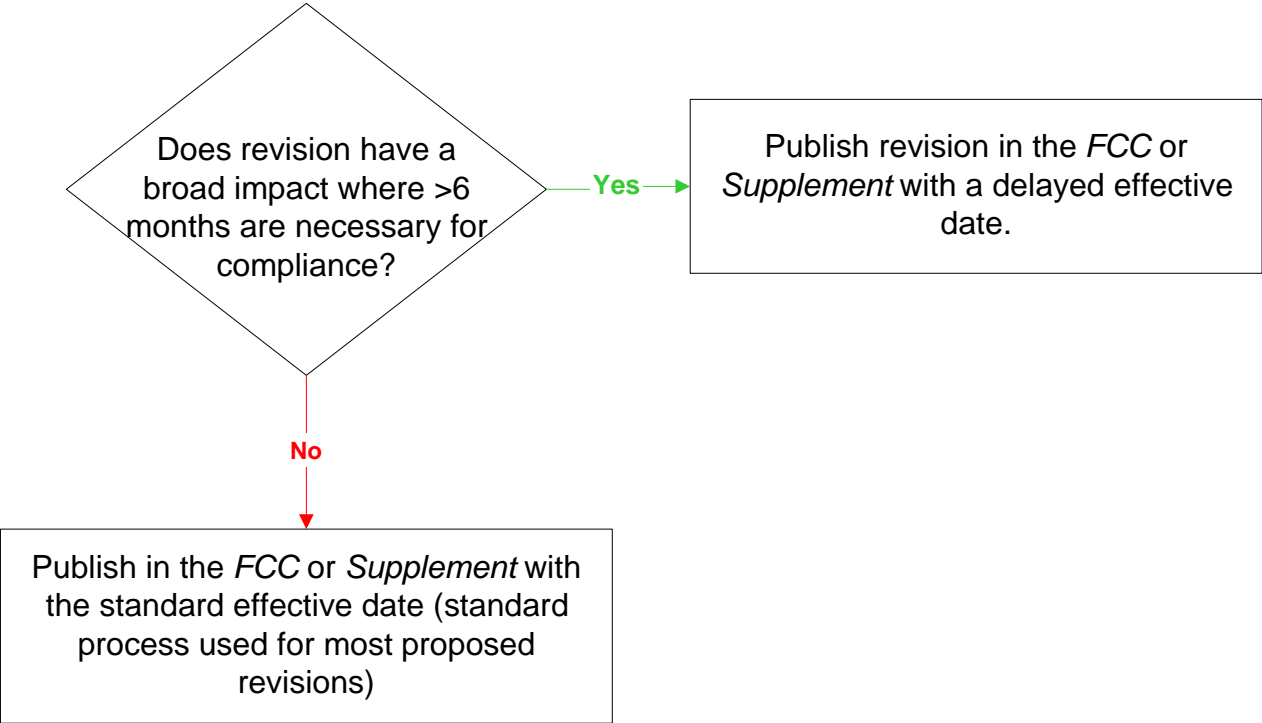 Does revision have a
broad impact where >6
months are necessary for
compliance?
Yes
Publish revision in the FCC or
Supplement with a delayed effective
date.
No
Publish in the FCC or Supplement with
the standard effective date (standard
process used for most proposed
revisions)